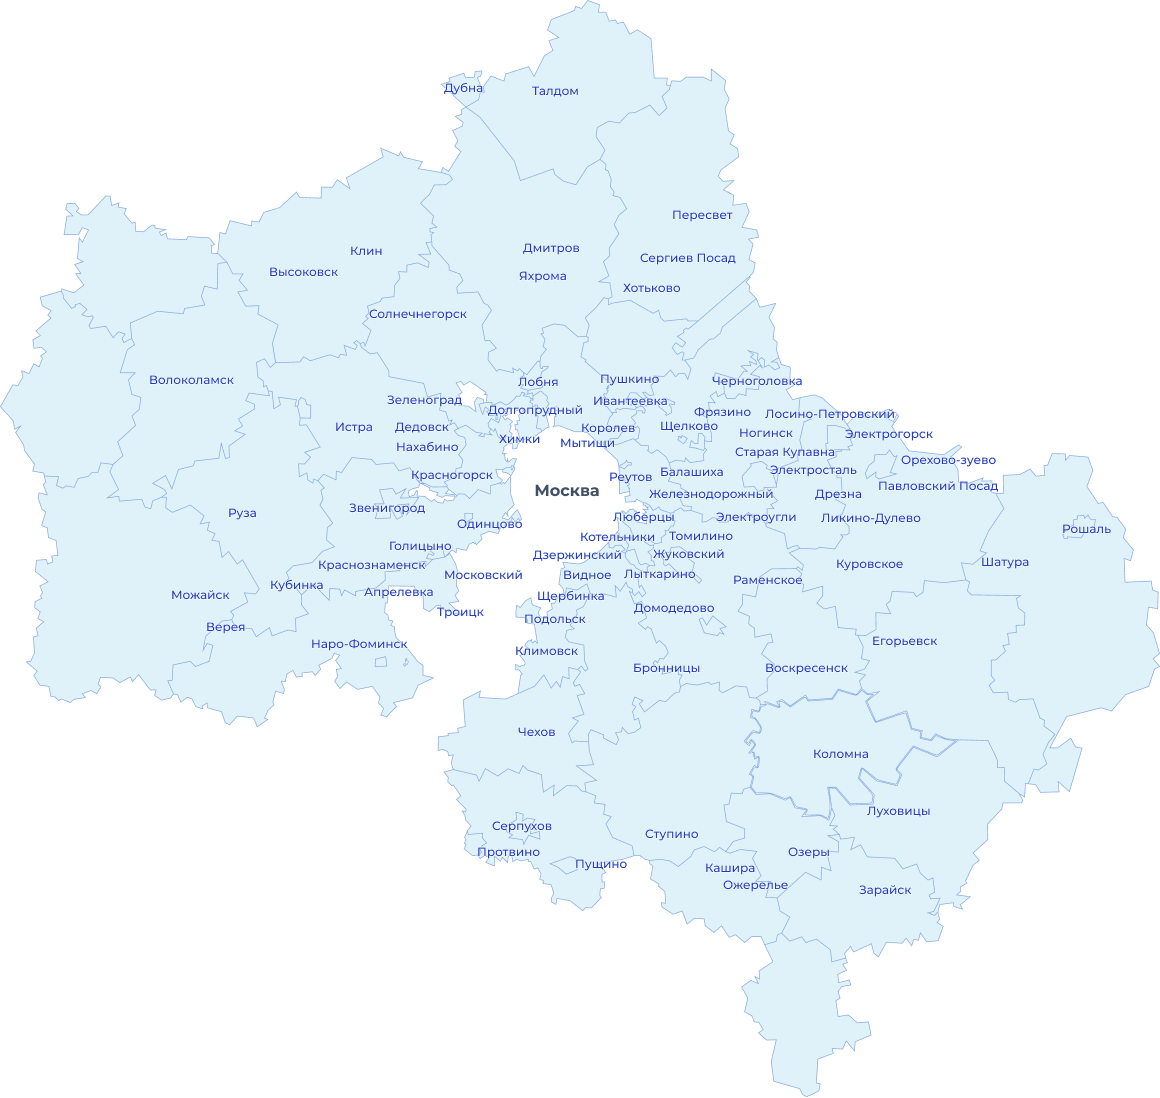 Дубна
Талдом
Пересвет
Дмитров
Клин
Сергиев Посад
Высоковск
Яхрома
Хотьково
Солнечнегорск
Волоколамск
Лобня
Пушкино
Черноголовка
Зеленоград
Ивантеевка
Долгопрудный
Фрязино
Лосино-Петровский
Истра
Дедовск
Королев
Щелково
Ногинск
Электрогорск
Химки
Мытищи
Нахабино
Старая Купавна
Орехово-зуево
Красногорск
Реутов
Балашиха
Электросталь
Москва
Павловский Посад
Железнодорожный
Дрезна
Звенигород
Руза
Люберцы
Электроугли
Ликино-Дулево
Одинцово
Рошаль
Котельники
Томилино
Голицыно
Дзержинский
Жуковский
Краснознаменск
Куровское
Шатура
Московский
Видное
Лыткарино
Раменское
Кубинка
Апрелевка
Можайск
Щербинка
Троицк
Домодедово
Подольск
Верея
Наро-Фоминск
Егорьевск
Климовск
Бронницы
Воскресенск
Чехов
Коломна
Луховицы
Серпухов
Ступино
Протвино
Озеры
Пущино
Кашира
Ожерелье
Зарайск